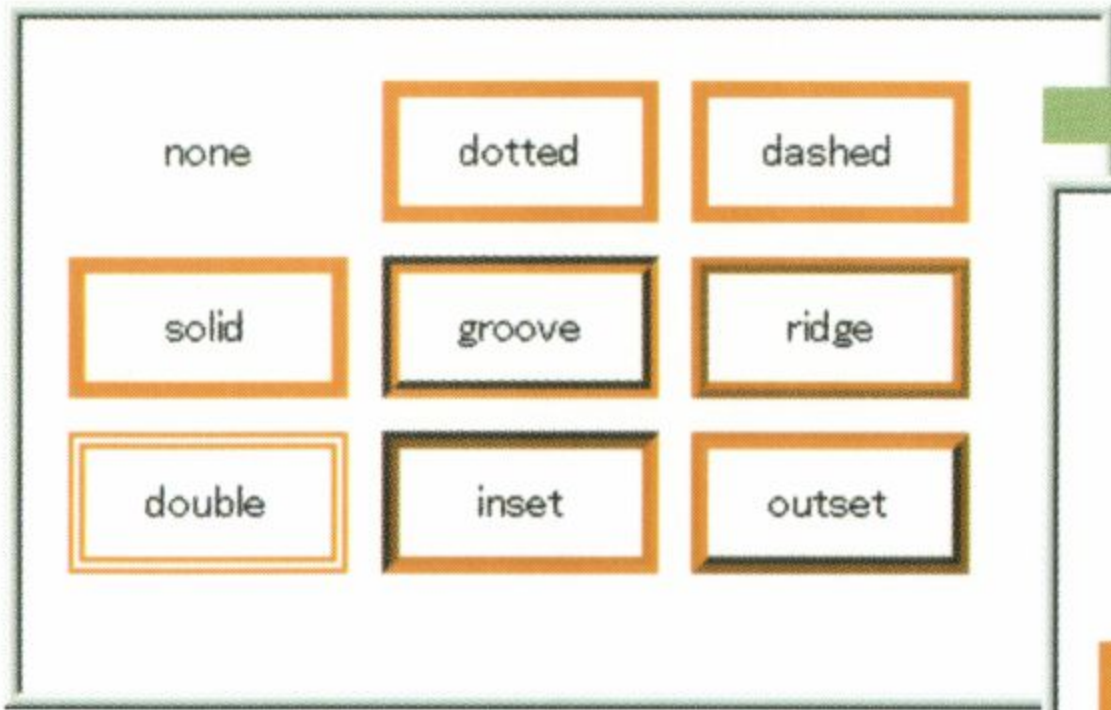 none dotted dashed
solid groove ridge
double inset outset